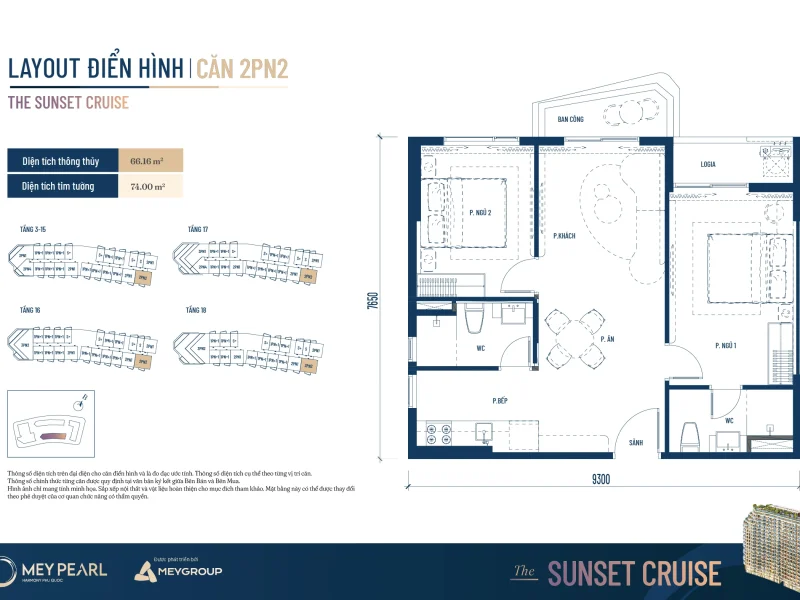 LAYOUT ĐIỂN HÌNH | CĂN 2PN2
THE SUNSET CRUISE
Diện tích thông thủy 66.16 m²
Diện tích tim tường 74.00 m²
TẦNG 3-15
TẦNG 17
TẦNG 16
TẦNG 18
BAN CÔNG
LOGIA
P. NGỦ 2
P.KHÁCH
P. NGỦ 1
P. ĂN
WC
P.BẾP
SẢNH
WC
7650
9300
Thông số diện tích trên đại diện cho căn điển hình và là đo đạc ước tính. Thông số diện tích cụ thể theo từng vị trí căn.
Thông số chính thức từng căn được quy định tại văn bản ký kết giữa Bên Bán và Bên Mua.
Hình ảnh chỉ mang tính minh họa. Sắp xếp nội thất và vật liệu hoàn thiện cho mục đích tham khảo. Mặt bằng này có thể được thay đổi
theo phê duyệt của cơ quan chức năng có thẩm quyền.
MEYPEARL
HARMONY PHÚ QUỐC
Được phát triển bởi
MEYGROUP
The SUNSET CRUISE